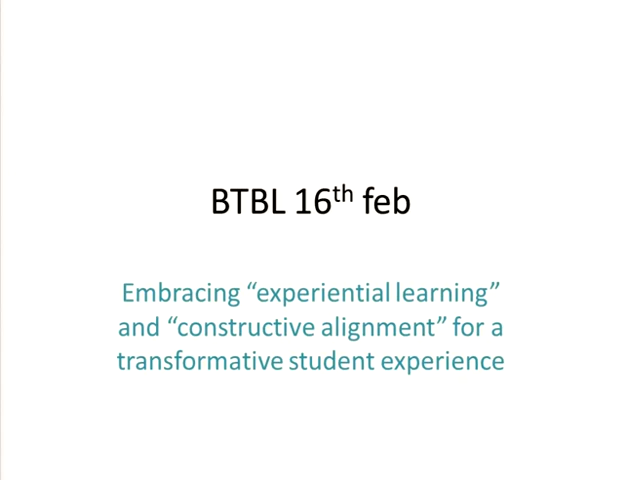 BTBL 16th feb
Embracing “experiential learning”
and “constructive alignment” for a
transformative student experience